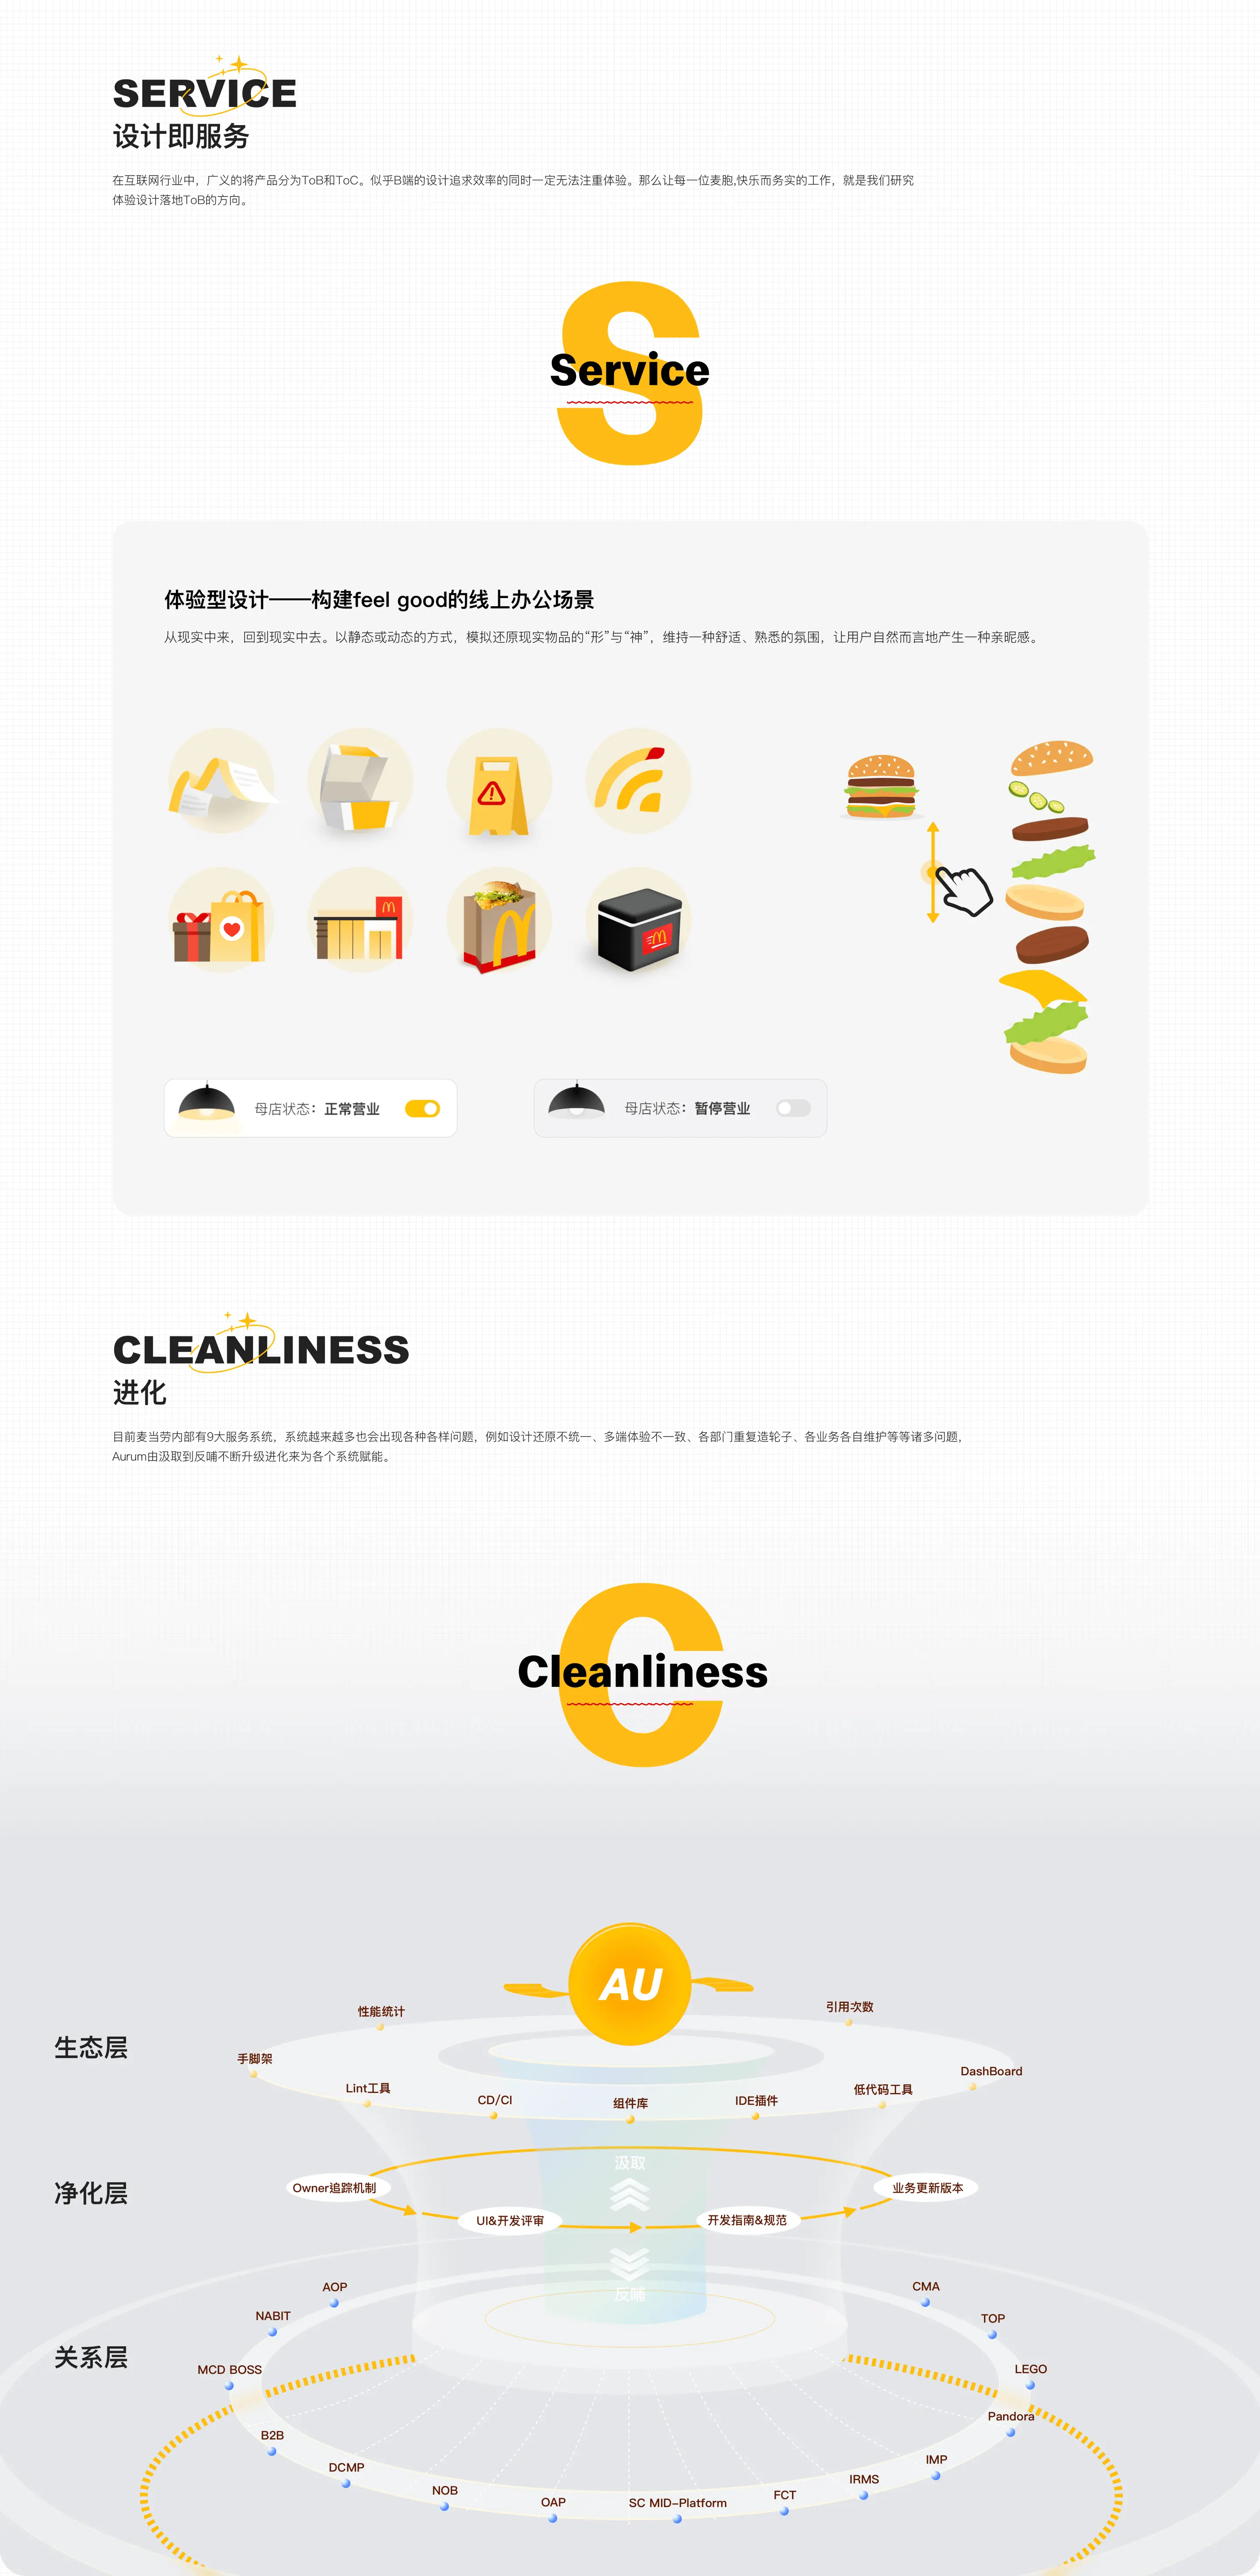 SERVICE
设计即服务
在互联网行业中，广义的将产品分为ToB和ToC。似乎B端的设计追求效率的同时一定无法注重体验。那么让每一位麦胞,快乐而务实的工作，就是我们研究
体验设计落地ToB的方向。
S
Service
体验型设计——构建feel good的线上办公场景
从现实中来，回到现实中去。以静态或动态的方式，模拟还原现实物品的“形”与“神”，维持一种舒适、熟悉的氛围，让用户自然而言地产生一种亲昵感。
母店状态：正常营业
母店状态：暂停营业
CLEANLINESS
进化
目前麦当劳内部有9大服务系统，系统越来越多也会出现各种各样问题，例如设计还原不统一、多端体验不一致、各部门重复造轮子、各业务各自维护等等诸多问题，
Aurum由汲取到反哺不断升级进化来为各个系统赋能。
C
Cleanliness
AU
生态层
性能统计
引用次数
手脚架
DashBoard
Lint工具
CD/CI
组件库
IDE插件
低代码工具
净化层
汲取
Owner追踪机制
业务更新版本
UI&开发评审
开发指南&规范
反哺
关系层
AOP
CMA
NABIT
TOP
MCD BOSS
LEGO
Pandora
B2B
IMP
DCMP
IRMS
NOB
FCT
OAP
SC MID-Platform